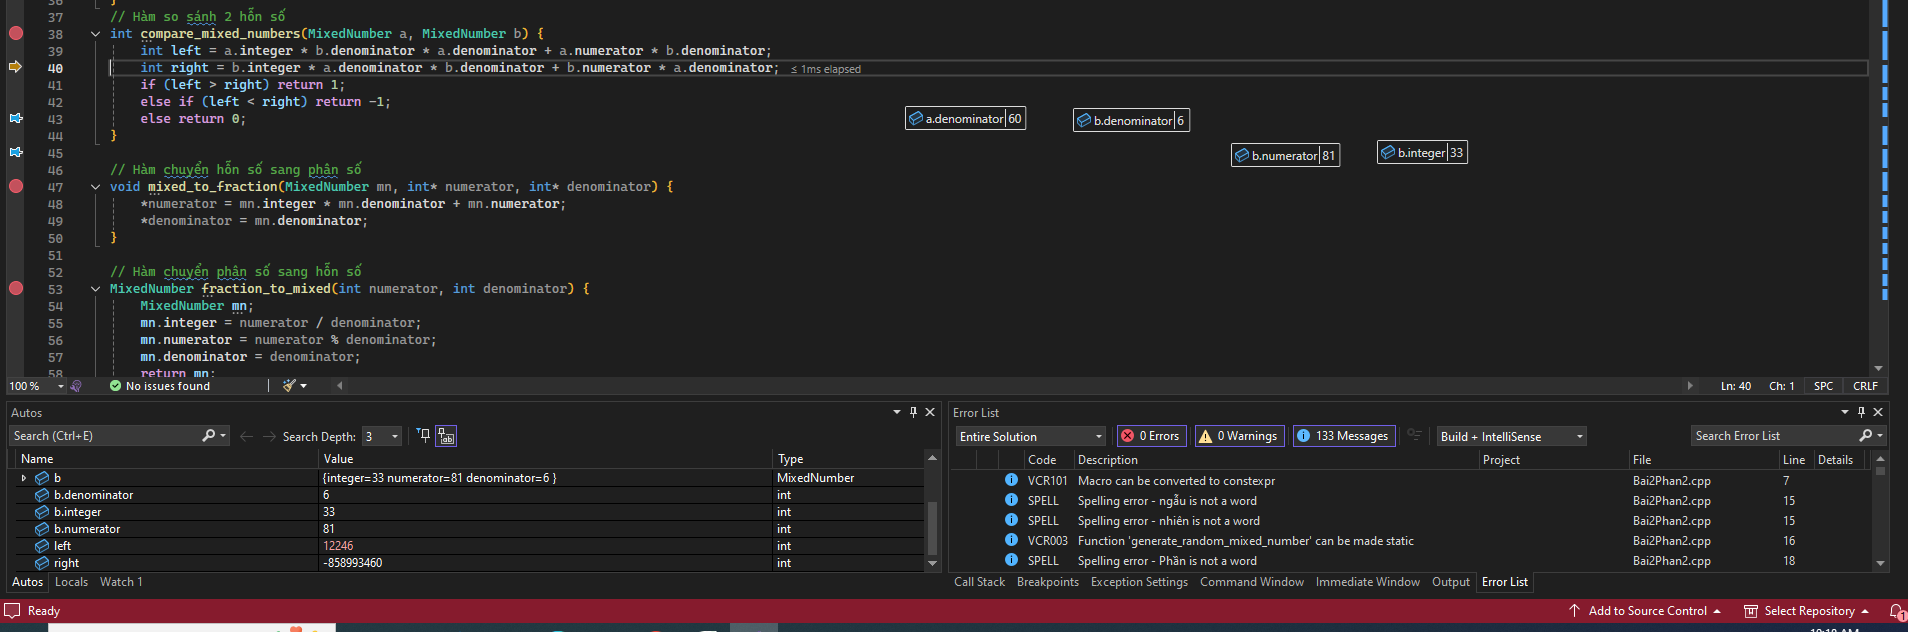 36 }
37 // Hàm so sánh 2 hỗn số
38 int compare_mixed_numbers(MixedNumber a, MixedNumber b) {
39 int left = a.integer * b.denominator * a.denominator + a.numerator * b.denominator;
40 int right = b.integer * a.denominator * b.denominator + b.numerator * a.denominator; ≤ 1ms elapsed
41 if (left > right) return 1;
42 else if (left < right) return -1;
43 else return 0;
a.denominator 60
b.denominator 6
44 }
45
b.numerator 81
b.integer 33
46 // Hàm chuyển hỗn số sang phân số
47 void mixed_to_fraction(MixedNumber mn, int* numerator, int* denominator) {
48 *numerator = mn.integer * mn.denominator + mn.numerator;
49 *denominator = mn.denominator;
50 }
51
52 // Hàm chuyển phân số sang hỗn số
53 MixedNumber fraction_to_mixed(int numerator, int denominator) {
54 MixedNumber mn;
55 mn.integer = numerator / denominator;
56 mn.numerator = numerator % denominator;
57 mn.denominator = denominator;
58 return mn;
100 % No issues found Ln: 40 Ch: 1 SPC CRLF
Autos
Search (Ctrl+E) Search Depth: 3
Name Value Type
b {integer=33 numerator=81 denominator=6 } MixedNumber
b.denominator 6 int
b.integer 33 int
b.numerator 81 int
left 12246 int
right -858993460 int
Autos Locals Watch 1
Error List
Entire Solution 0 Errors 0 Warnings 133 Messages Build + IntelliSense Search Error List
Code Description Project File Line Details
VCR101 Macro can be converted to constexpr Bai2Phan2.cpp 7
SPELL Spelling error - ngẫu is not a word Bai2Phan2.cpp 15
SPELL Spelling error - nhiên is not a word Bai2Phan2.cpp 15
VCR003 Function 'generate_random_mixed_number' can be made static Bai2Phan2.cpp 16
SPELL Spelling error - Phần is not a word Bai2Phan2.cpp 18
Call Stack Breakpoints Exception Settings Command Window Immediate Window Output Error List
Ready Add to Source Control Select Repository 1